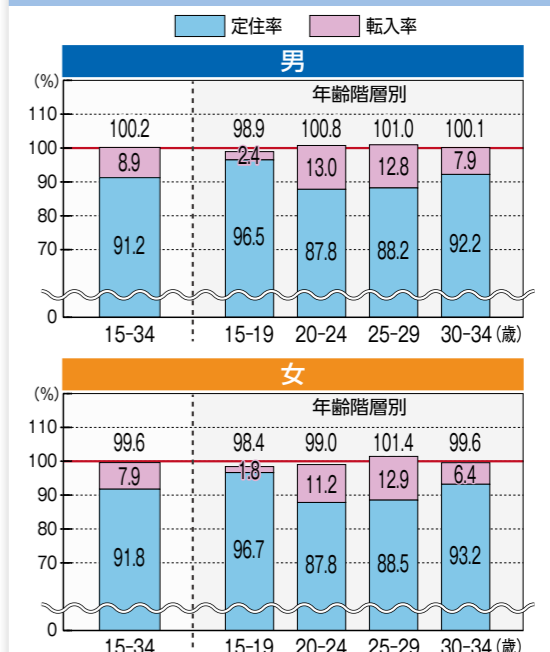 定住率 転入率
男
(%) 年齢階層別
110 100.2 98.9 100.8 101.0 100.1
100 8.9 2.4 13.0 12.8 7.9
90
80
70 91.2 96.5 87.8 88.2 92.2
0
15-34 15-19 20-24 25-29 30-34(歳)
女
(%) 年齢階層別
110 99.6 98.4 99.0 101.4 99.6
100 7.9 1.8 11.2 12.9 6.4
90
80
70 91.8 96.7 87.8 88.5 93.2
0
15-34 15-19 20-24 25-29 30-34(歳)